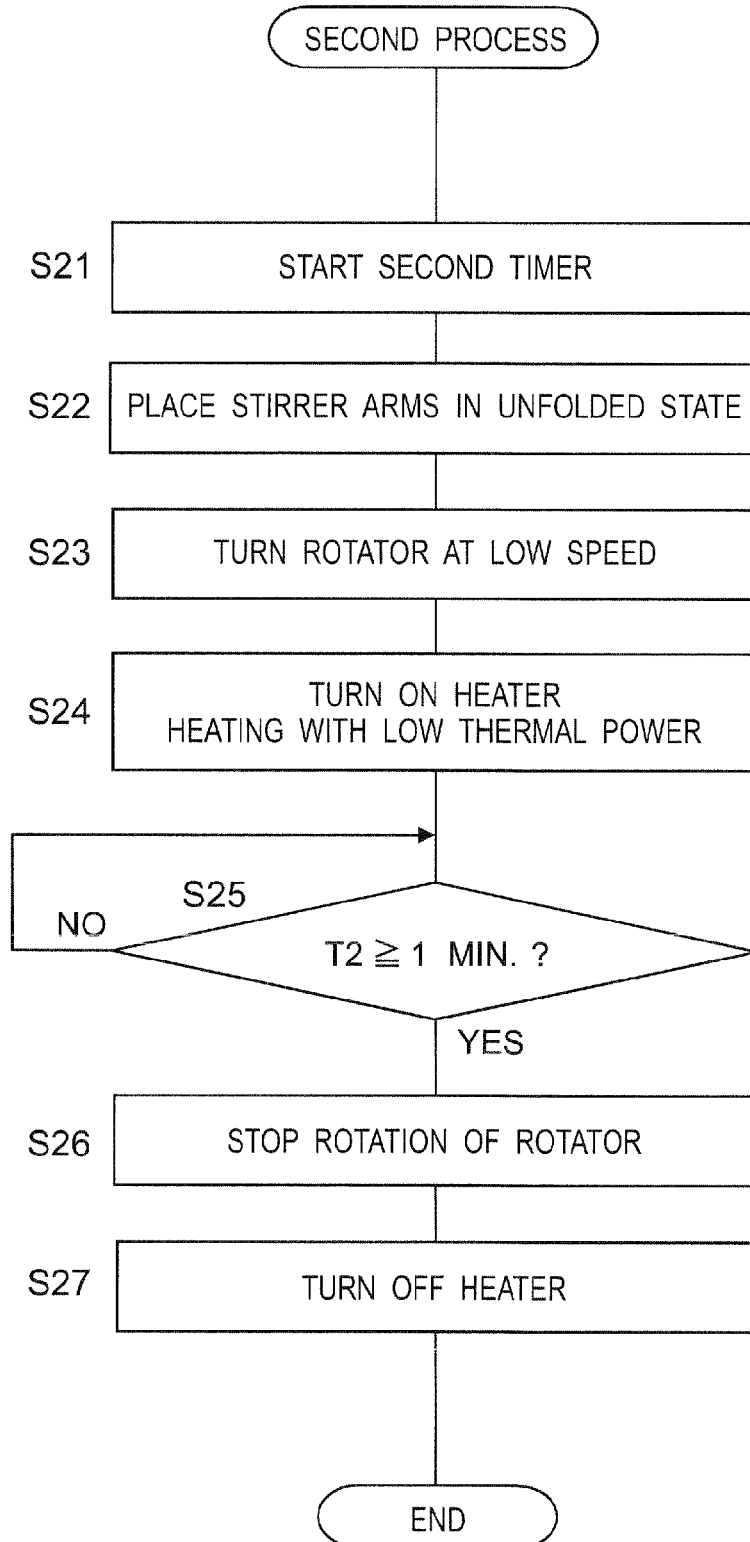 SECOND PROCESS
S21
START SECOND TIMER
S22
PLACE STIRRER ARMS IN UNFOLDED STATE
S23
TURN ROTATOR AT LOW SPEED
S24
TURN ON HEATER
HEATING WITH LOW THERMAL POWER
S25
NO
T2 ≧ 1 MIN. ?
YES
S26
STOP ROTATION OF ROTATOR
S27
TURN OFF HEATER
END